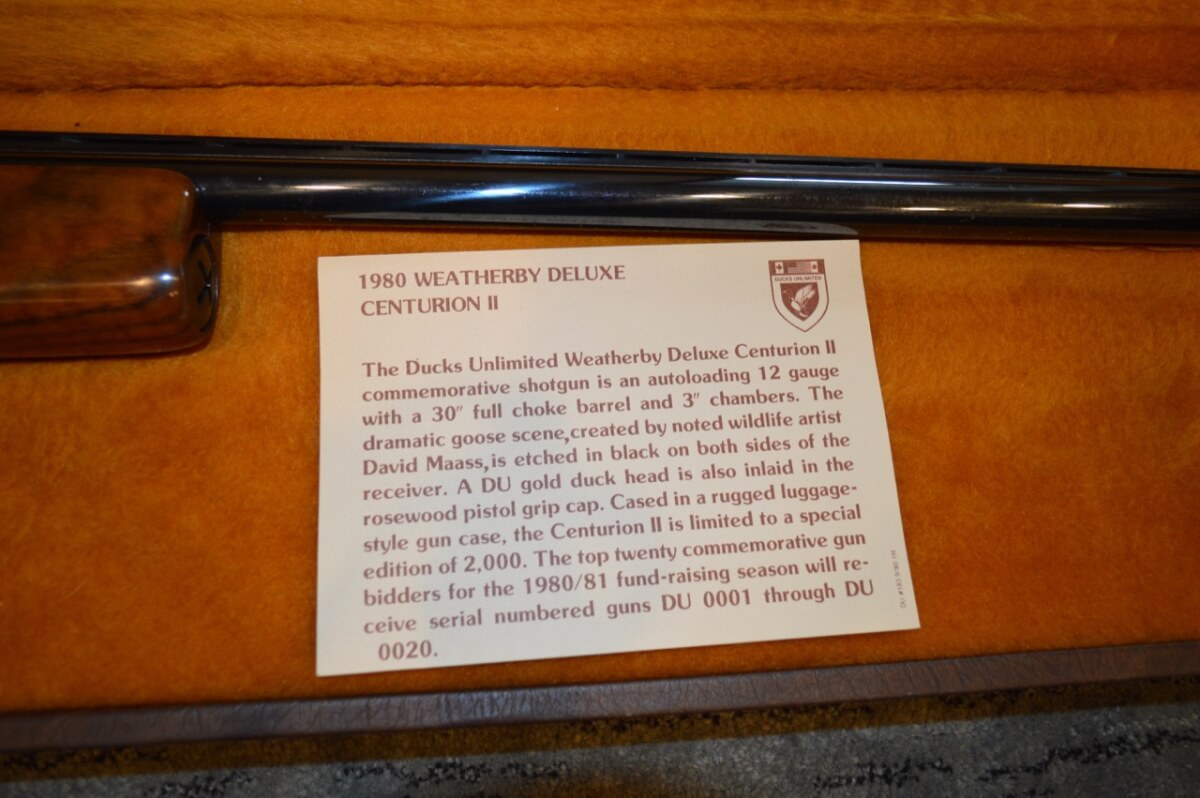 1980 WEATHERBY DELUXE
CENTURION II
DUCKS UNLIMITED
The Ducks Unlimited Weatherby Deluxe Centurion II
commemorative shotgun is an autoloading 12 gauge
with a 30" full choke barrel and 3" chambers. The
dramatic goose scene,created by noted wildlife artist
David Maass,is etched in black on both sides of the
receiver. A DU gold duck head is also inlaid in the
rosewood pistol grip cap. Cased in a rugged luggage-
style gun case, the Centurion II is limited to a special
edition of 2,000. The top twenty commemorative gun
bidders for the 1980/81 fund-raising season will re-
ceive serial numbered guns DU 0001 through DU
0020.